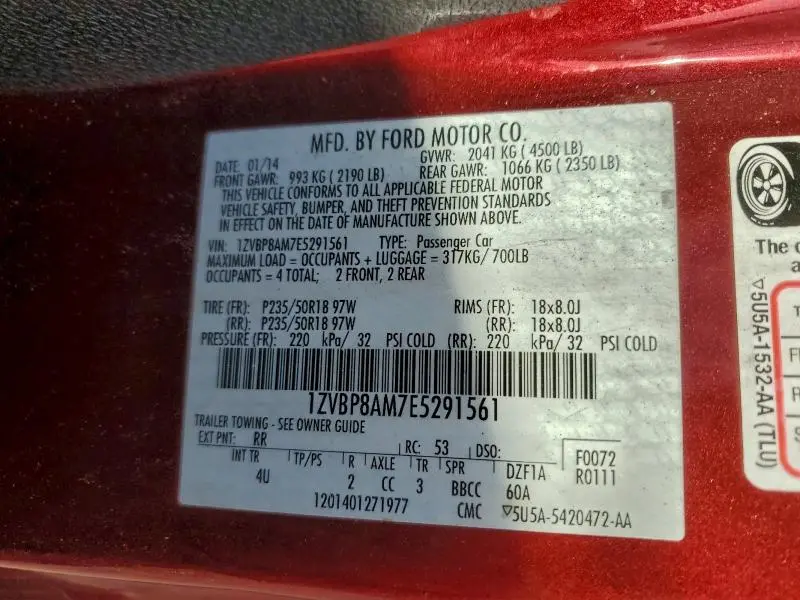 MFD. BY FORD MOTOR CO.
DATE: 01/14 GVWR: 2041 KG ( 4500 LB)
FRONT GAWR: 993 KG ( 2190 LB) REAR GAWR: 1066 KG ( 2350 LB)
THIS VEHICLE CONFORMS TO ALL APPLICABLE FEDERAL MOTOR
VEHICLE SAFETY, BUMPER, AND THEFT PREVENTION STANDARDS
IN EFFECT ON THE DATE OF MANUFACTURE SHOWN ABOVE.
VIN: 1ZVBP8AM7E5291561 TYPE: Passenger Car
MAXIMUM LOAD = OCCUPANTS + LUGGAGE = 317KG/ 700LB
OCCUPANTS = 4 TOTAL; 2 FRONT, 2 REAR
TIRE (FR): P235/50R18 97W RIMS (FR): 18x8.0J
(RR): P235/50R18 97W (RR): 18x8.0J
PRESSURE (FR): 220 kPa/ 32 PSI COLD (RR): 220 kPa/ 32 PSI COLD
1ZVBP8AM7E5291561
TRAILER TOWING - SEE OWNER GUIDE
EXT PNT: RR RC: 53 DSO: F0072
INT TR TP/PS R AXLE TR SPR DZF1A R0111
4U 2 CC 3 BBCC 60A
1201401271977 CMC ▽5U5A-5420472-AA
The
▽5U5A-1532-AA (TLU)